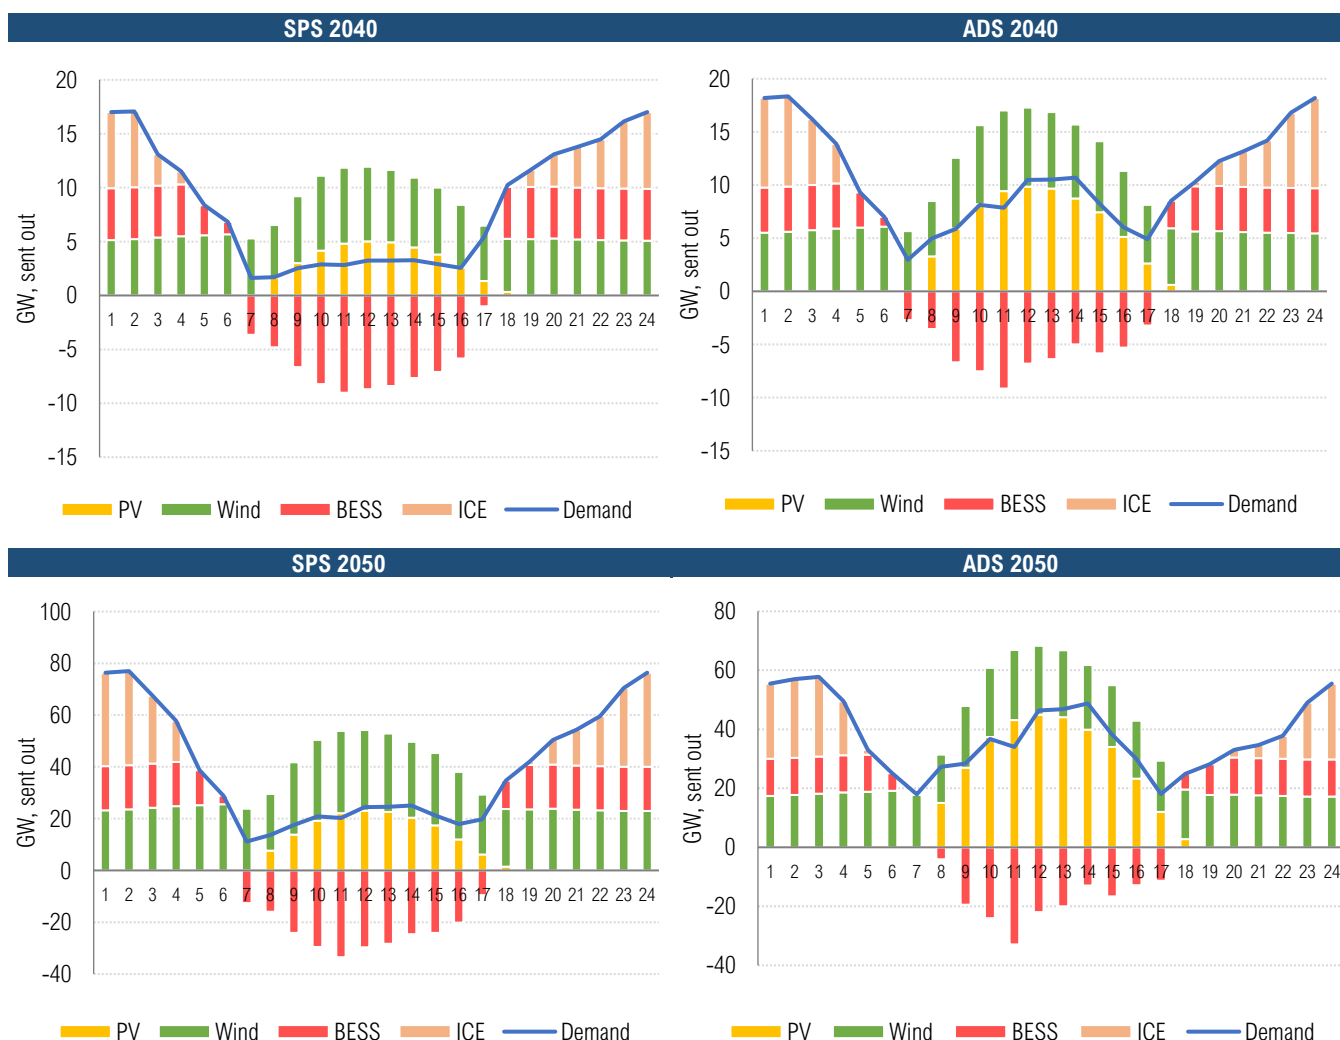 SPS 2040
20
15
10
5
0
-5
-10
-15
GW, sent out
1 2 3 4 5 6 7 8 9 10 11 12 13 14 15 16 17 18 19 20 21 22 23 24
PV Wind BESS ICE Demand
ADS 2040
20
15
10
5
0
-5
-10
-15
GW, sent out
1 2 3 4 5 6 7 8 9 10 11 12 13 14 15 16 17 18 19 20 21 22 23 24
PV Wind BESS ICE Demand
SPS 2050
100
80
60
40
20
0
-20
-40
GW, sent out
1 2 3 4 5 6 7 8 9 10 11 12 13 14 15 16 17 18 19 20 21 22 23 24
PV Wind BESS ICE Demand
ADS 2050
80
60
40
20
0
-20
-40
GW, sent out
1 2 3 4 5 6 7 8 9 10 11 12 13 14 15 16 17 18 19 20 21 22 23 24
PV Wind BESS ICE Demand